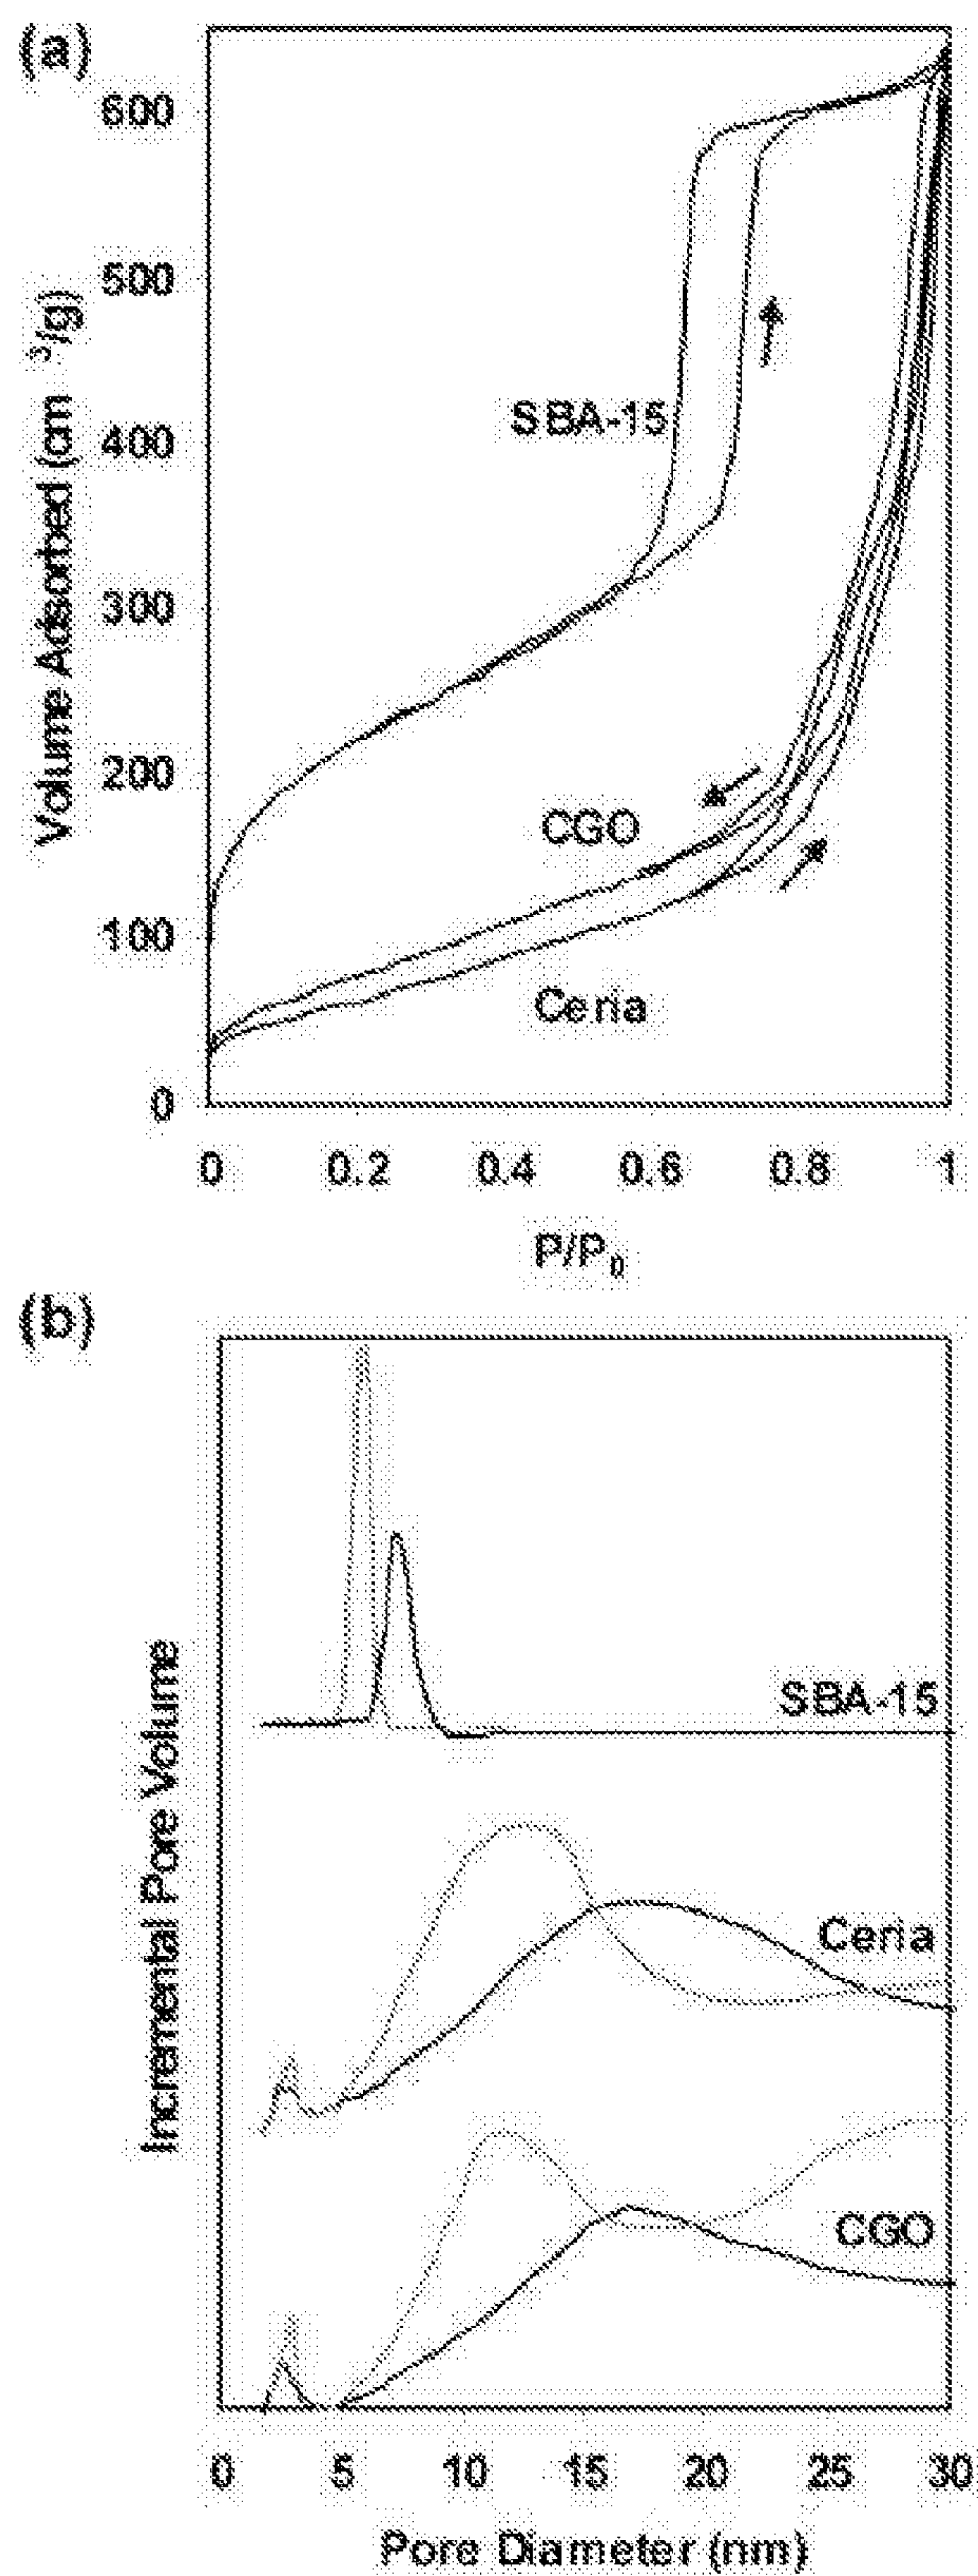 (a)
600
500
400
300
200
100
0
Volume Adsorbed (cm ³/g)
SBA-15
CGO
Ceria
0 0.2 0.4 0.6 0.8 1
P/P₀
(b)
Incremental Pore Volume
SBA-15
Ceria
CGO
0 5 10 15 20 25 30
Pore Diameter (nm)